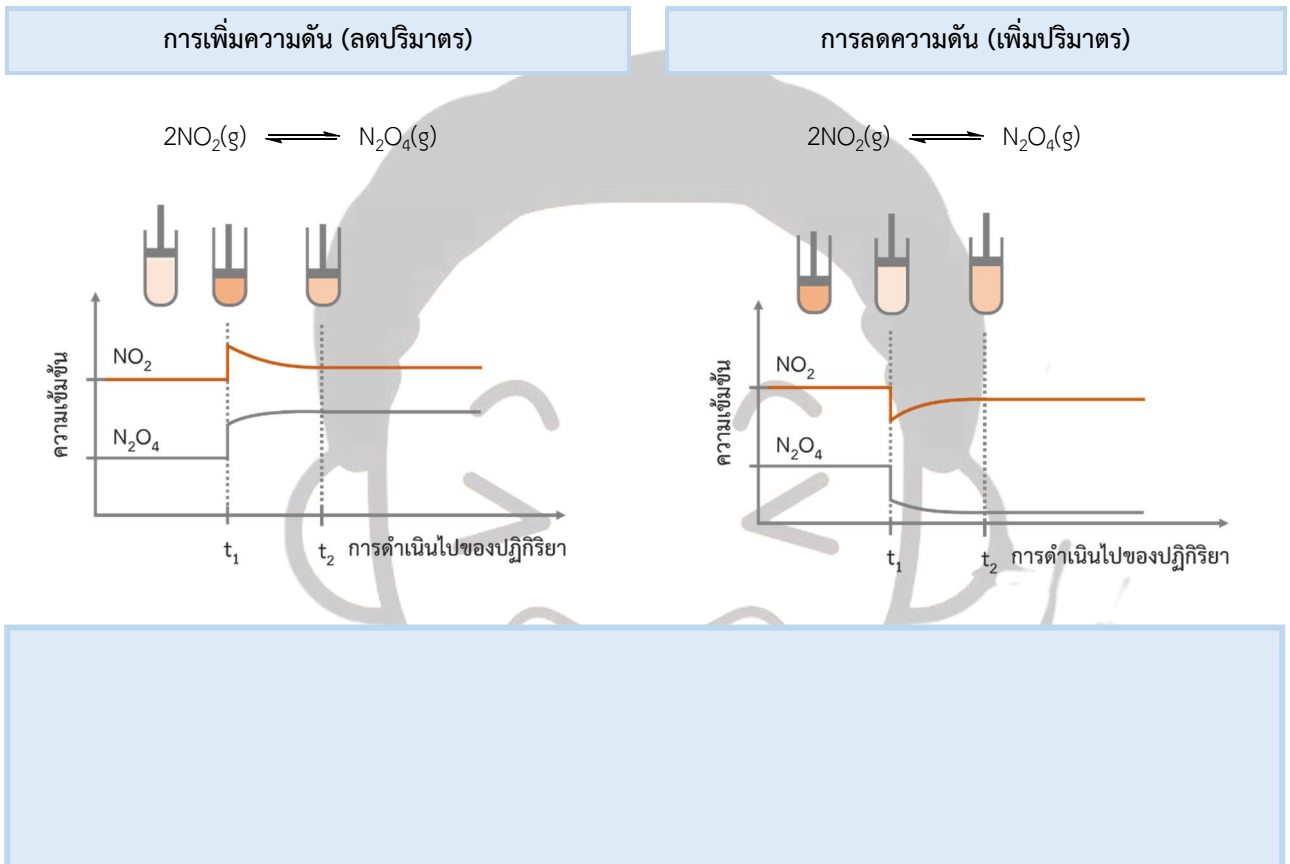 การเพิ่มความดัน (ลดปริมาตร)
2NO₂(g) ⇌ N₂O₄(g)
ความเข้มข้น
NO₂
N₂O₄
t₁
t₂
การดำเนินไปของปฏิกิริยา
การลดความดัน (เพิ่มปริมาตร)
2NO₂(g) ⇌ N₂O₄(g)
ความเข้มข้น
NO₂
N₂O₄
t₁
t₂
การดำเนินไปของปฏิกิริยา